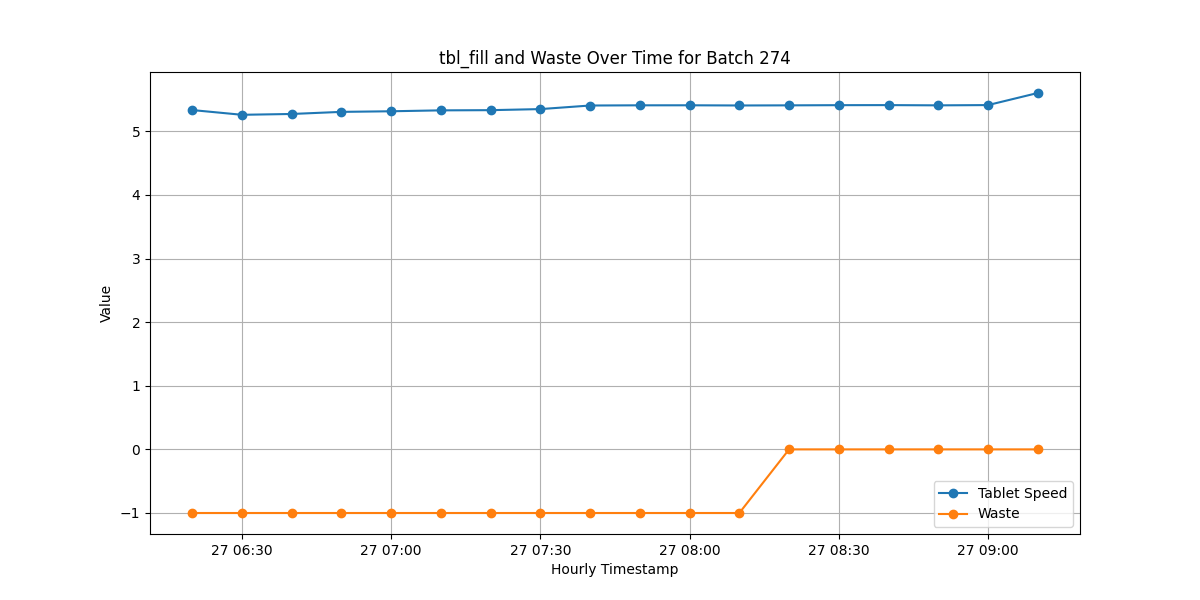 tbl_fill and Waste Over Time for Batch 274
Value
5
4
3
2
1
0
−1
Tablet Speed
Waste
27 06:30 27 07:00 27 07:30 27 08:00 27 08:30 27 09:00
Hourly Timestamp